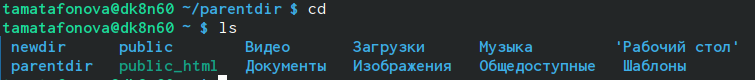 tamatafonova@dk8n60 ~/parentdir $ cd
tamatafonova@dk8n60 ~ $ ls
newdir public Видео Загрузки Музыка 'Рабочий стол'
parentdir public_html Документы Изображения Общедоступные Шаблоны